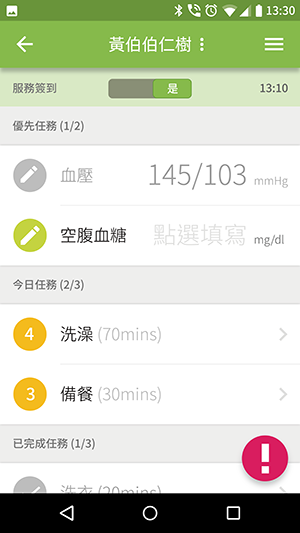 13:30
黃伯伯仁樹
服務簽到 是 13:10
優先任務 (1/2)
血壓 145/103 mmHg
空腹血糖 點選填寫 mg/dl
今日任務 (2/3)
4 洗澡 (70mins)
3 備餐 (30mins)
已完成任務 (1/3)
洗衣 (20mins)